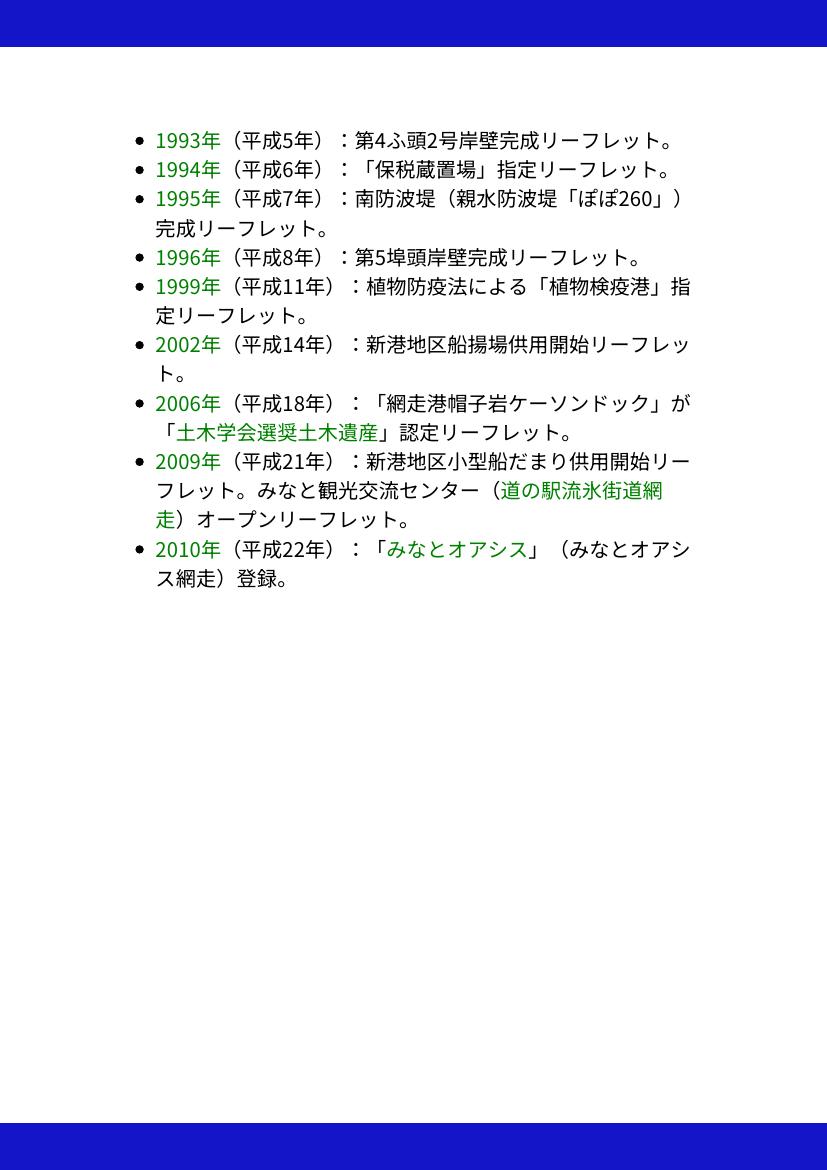 • 1993年（平成5年）：第4ふ頭2号岸壁完成リーフレット。
• 1994年（平成6年）：「保税蔵置場」指定リーフレット。
• 1995年（平成7年）：南防波堤（親水防波堤「ぽぽ260」）
完成リーフレット。
• 1996年（平成8年）：第5埠頭岸壁完成リーフレット。
• 1999年（平成11年）：植物防疫法による「植物検疫港」指
定リーフレット。
• 2002年（平成14年）：新港地区船揚場供用開始リーフレッ
ト。
• 2006年（平成18年）：「網走港帽子岩ケーソンドック」が
「土木学会選奨土木遺産」認定リーフレット。
• 2009年（平成21年）：新港地区小型船だまり供用開始リー
フレット。みなと観光交流センター（道の駅流氷街道網
走）オープンリーフレット。
• 2010年（平成22年）：「みなとオアシス」（みなとオアシ
ス網走）登録。